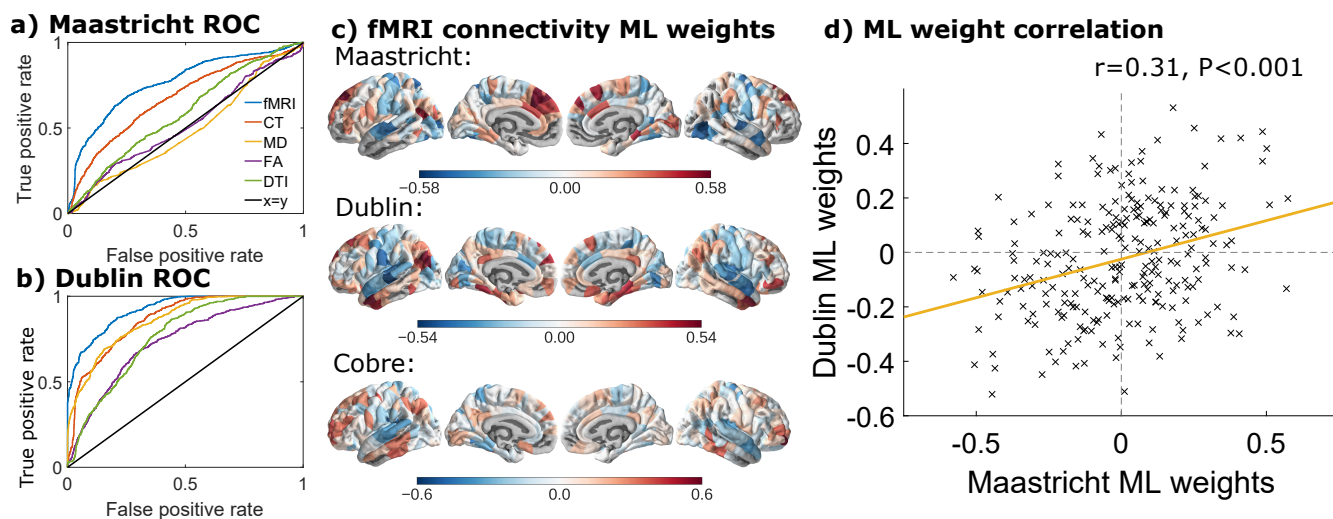 a) Maastricht ROC
True positive rate
1
0.5
0
0
0.5
1
False positive rate
fMRI
CT
MD
FA
DTI
x=y
b) Dublin ROC
True positive rate
1
0.5
0
0
0.5
1
False positive rate
c) fMRI connectivity ML weights
Maastricht:
−0.58 0.00 0.58
Dublin:
−0.54 0.00 0.54
Cobre:
−0.6 0.0 0.6
d) ML weight correlation
r=0.31, P<0.001
Dublin ML weights
0.4
0.2
0
-0.2
-0.4
-0.6
-0.5 0 0.5
Maastricht ML weights